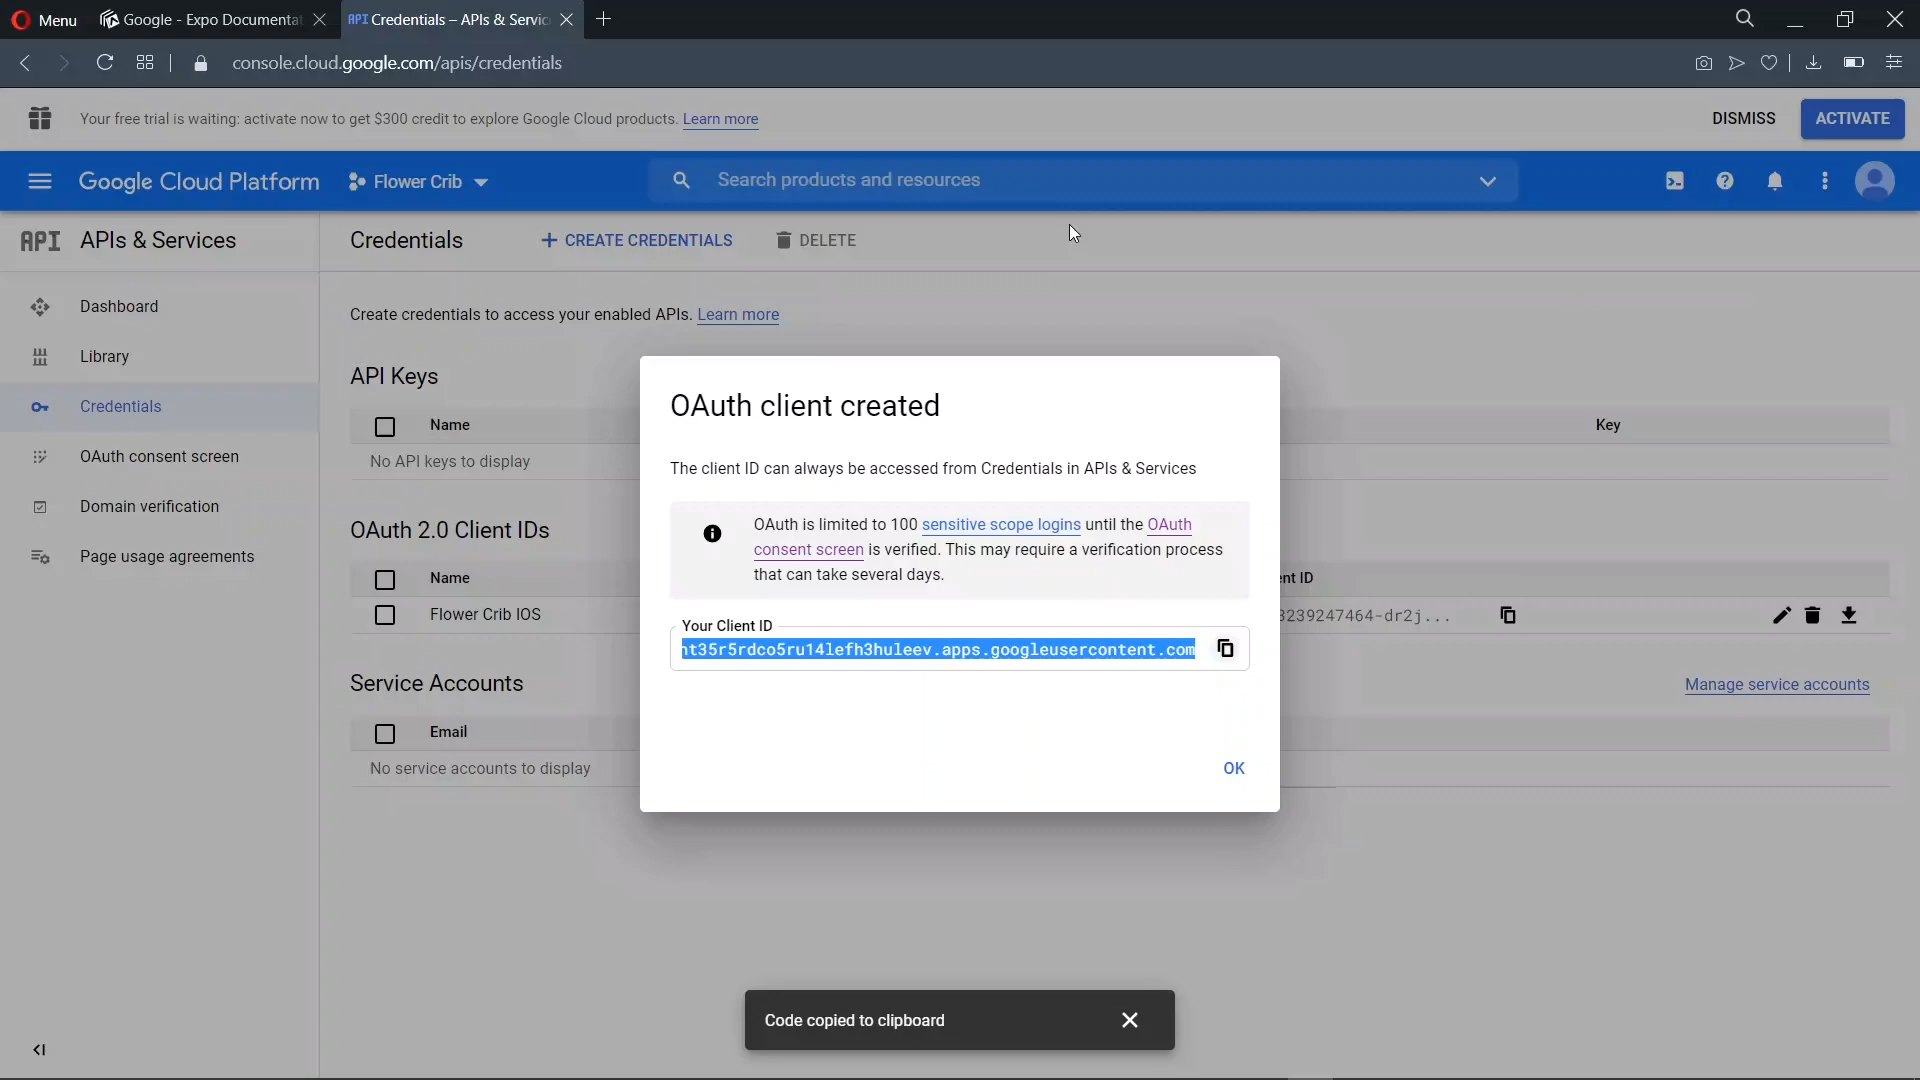 Menu
Google - Expo Documentat
API Credentials – APIs & Servic
console.cloud.google.com/apis/credentials
Your free trial is waiting: activate now to get $300 credit to explore Google Cloud products. Learn more
DISMISS
ACTIVATE
Google Cloud Platform
Flower Crib
Search products and resources
API APIs & Services
Credentials
+ CREATE CREDENTIALS
DELETE
Dashboard
Library
Credentials
OAuth consent screen
Domain verification
Page usage agreements
Create credentials to access your enabled APIs. Learn more
API Keys
Name
Key
No API keys to display
OAuth 2.0 Client IDs
Name
ent ID
Flower Crib IOS
3239247464-dr2j...
Service Accounts
Manage service accounts
Email
No service accounts to display
OAuth client created
The client ID can always be accessed from Credentials in APIs & Services
OAuth is limited to 100 sensitive scope logins until the OAuth
consent screen is verified. This may require a verification process
that can take several days.
Your Client ID
nt35r5rdco5ru14lefh3huleev.apps.googleusercontent.com
OK
Code copied to clipboard